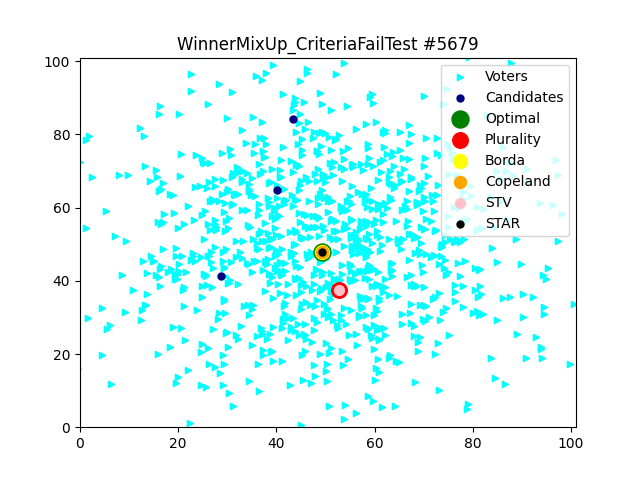 WinnerMixUp_CriteriaFailTest #5679
100
80
60
40
20
0
0
20
40
60
80
100
Voters
Candidates
Optimal
Plurality
Borda
Copeland
STV
STAR